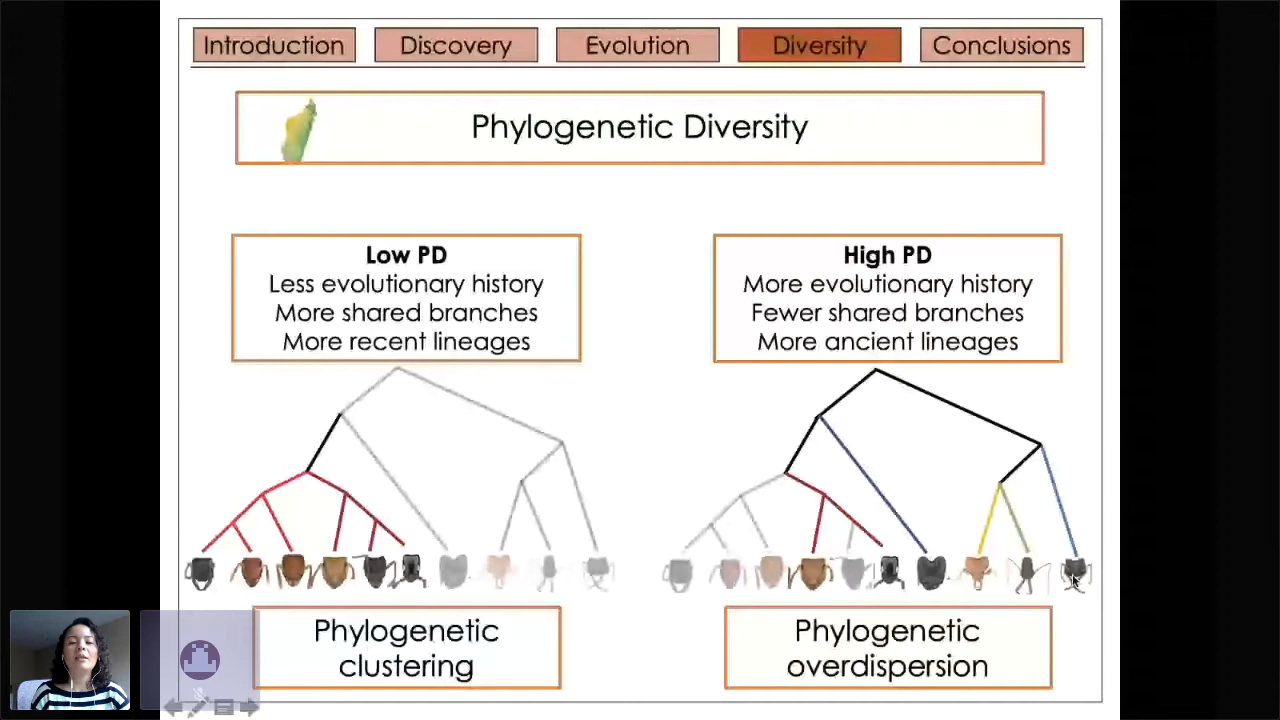 Introduction
Discovery
Evolution
Diversity
Conclusions
Phylogenetic Diversity
Low PD
Less evolutionary history
More shared branches
More recent lineages
High PD
More evolutionary history
Fewer shared branches
More ancient lineages
Phylogenetic
clustering
Phylogenetic
overdispersion